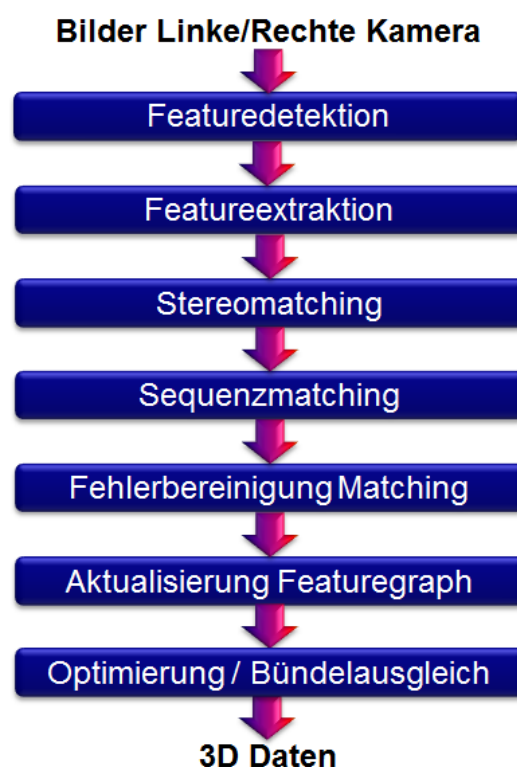 Bilder Linke/Rechte Kamera
Featuredetektion
Featureextraktion
Stereomatching
Sequenzmatching
Fehlerbereinigung Matching
Aktualisierung Featuregraph
Optimierung / Bündelausgleich
3D Daten